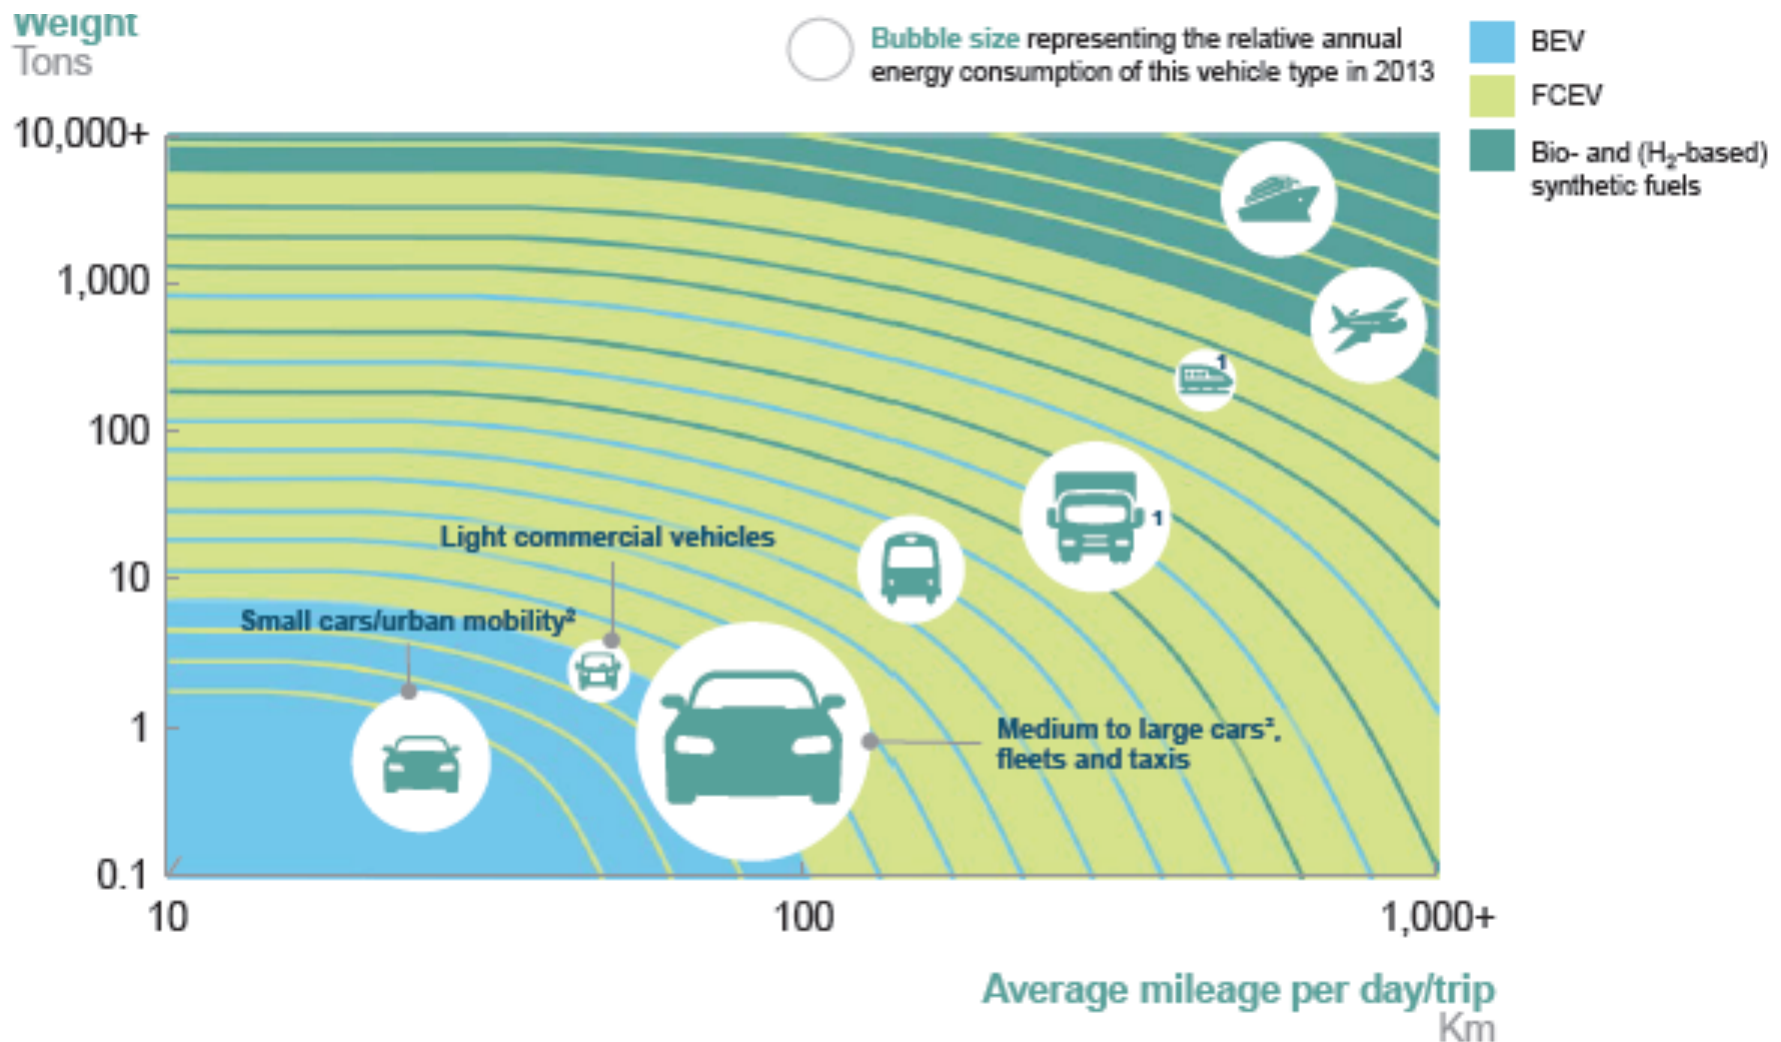 Weight
Tons
Bubble size representing the relative annual
energy consumption of this vehicle type in 2013
BEV
FCEV
Bio- and (H₂-based)
synthetic fuels
10,000+
1,000
100
10
1
0.1
1
1
Light commercial vehicles
Small cars/urban mobility²
Medium to large cars²,
fleets and taxis
10
100
1,000+
Average mileage per day/trip
Km